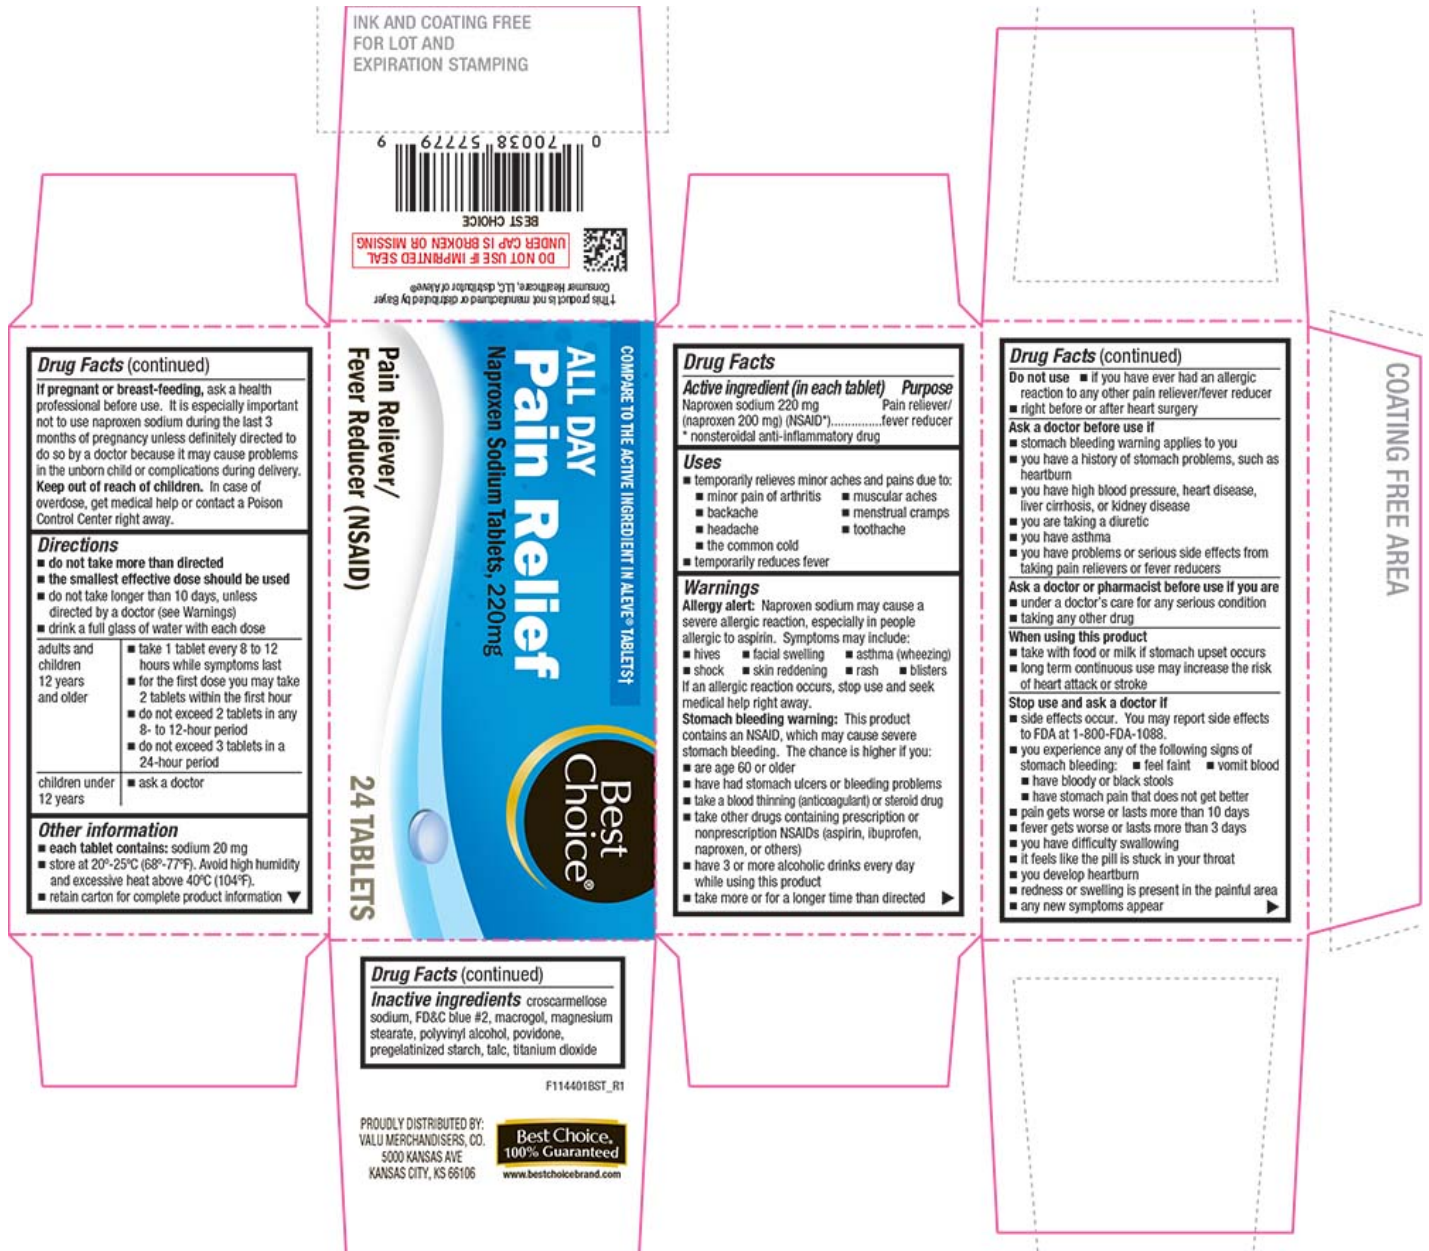 INK AND COATING FREE
FOR LOT AND
EXPIRATION STAMPING
0 70038 57779 9
BEST CHOICE
DO NOT USE IF IMPRINTED SEAL
UNDER CAP IS BROKEN OR MISSING
†This product is not manufactured or distributed by Bayer
Consumer Healthcare, LLC, distributor of Aleve®
COMPARE TO THE ACTIVE INGREDIENT IN ALEVE® TABLETS†
ALL DAY
Pain Relief
Naproxen Sodium Tablets, 220mg
Pain Reliever/
Fever Reducer (NSAID)
Best
Choice®
24 TABLETS
Drug Facts
Active ingredient (in each tablet) Purpose
Naproxen sodium 220 mg Pain reliever/
(naproxen 200 mg) (NSAID*)...............fever reducer
* nonsteroidal anti-inflammatory drug
Uses
■ temporarily relieves minor aches and pains due to:
■ minor pain of arthritis ■ muscular aches
■ backache ■ menstrual cramps
■ headache ■ toothache
■ the common cold
■ temporarily reduces fever
Warnings
Allergy alert: Naproxen sodium may cause a
severe allergic reaction, especially in people
allergic to aspirin. Symptoms may include:
■ hives ■ facial swelling ■ asthma (wheezing)
■ shock ■ skin reddening ■ rash ■ blisters
If an allergic reaction occurs, stop use and seek
medical help right away.
Stomach bleeding warning: This product
contains an NSAID, which may cause severe
stomach bleeding. The chance is higher if you:
■ are age 60 or older
■ have had stomach ulcers or bleeding problems
■ take a blood thinning (anticoagulant) or steroid drug
■ take other drugs containing prescription or
nonprescription NSAIDs (aspirin, ibuprofen,
naproxen, or others)
■ have 3 or more alcoholic drinks every day
while using this product
■ take more or for a longer time than directed ▶
Drug Facts (continued)
Do not use ■ if you have ever had an allergic
reaction to any other pain reliever/fever reducer
■ right before or after heart surgery
Ask a doctor before use if
■ stomach bleeding warning applies to you
■ you have a history of stomach problems, such as
heartburn
■ you have high blood pressure, heart disease,
liver cirrhosis, or kidney disease
■ you are taking a diuretic
■ you have asthma
■ you have problems or serious side effects from
taking pain relievers or fever reducers
Ask a doctor or pharmacist before use if you are
■ under a doctor's care for any serious condition
■ taking any other drug
When using this product
■ take with food or milk if stomach upset occurs
■ long term continuous use may increase the risk
of heart attack or stroke
Stop use and ask a doctor if
■ side effects occur. You may report side effects
to FDA at 1-800-FDA-1088.
■ you experience any of the following signs of
stomach bleeding: ■ feel faint ■ vomit blood
■ have bloody or black stools
■ have stomach pain that does not get better
■ pain gets worse or lasts more than 10 days
■ fever gets worse or lasts more than 3 days
■ you have difficulty swallowing
■ it feels like the pill is stuck in your throat
■ you develop heartburn
■ redness or swelling is present in the painful area
■ any new symptoms appear ▶
COATING FREE AREA
Drug Facts (continued)
If pregnant or breast-feeding, ask a health
professional before use. It is especially important
not to use naproxen sodium during the last 3
months of pregnancy unless definitely directed to
do so by a doctor because it may cause problems
in the unborn child or complications during delivery.
Keep out of reach of children. In case of
overdose, get medical help or contact a Poison
Control Center right away.
Directions
■ do not take more than directed
■ the smallest effective dose should be used
■ do not take longer than 10 days, unless
directed by a doctor (see Warnings)
■ drink a full glass of water with each dose
adults and ■ take 1 tablet every 8 to 12
children hours while symptoms last
12 years ■ for the first dose you may take
and older 2 tablets within the first hour
■ do not exceed 2 tablets in any
8- to 12-hour period
■ do not exceed 3 tablets in a
24-hour period
children under ■ ask a doctor
12 years
Other information
■ each tablet contains: sodium 20 mg
■ store at 20º-25ºC (68º-77ºF). Avoid high humidity
and excessive heat above 40ºC (104ºF).
■ retain carton for complete product information ▼
Drug Facts (continued)
Inactive ingredients croscarmellose
sodium, FD&C blue #2, macrogol, magnesium
stearate, polyvinyl alcohol, povidone,
pregelatinized starch, talc, titanium dioxide
F114401BST_R1
PROUDLY DISTRIBUTED BY:
VALU MERCHANDISERS, CO.
5000 KANSAS AVE
KANSAS CITY, KS 66106
Best Choice®
100% Guaranteed
www.bestchoicebrand.com